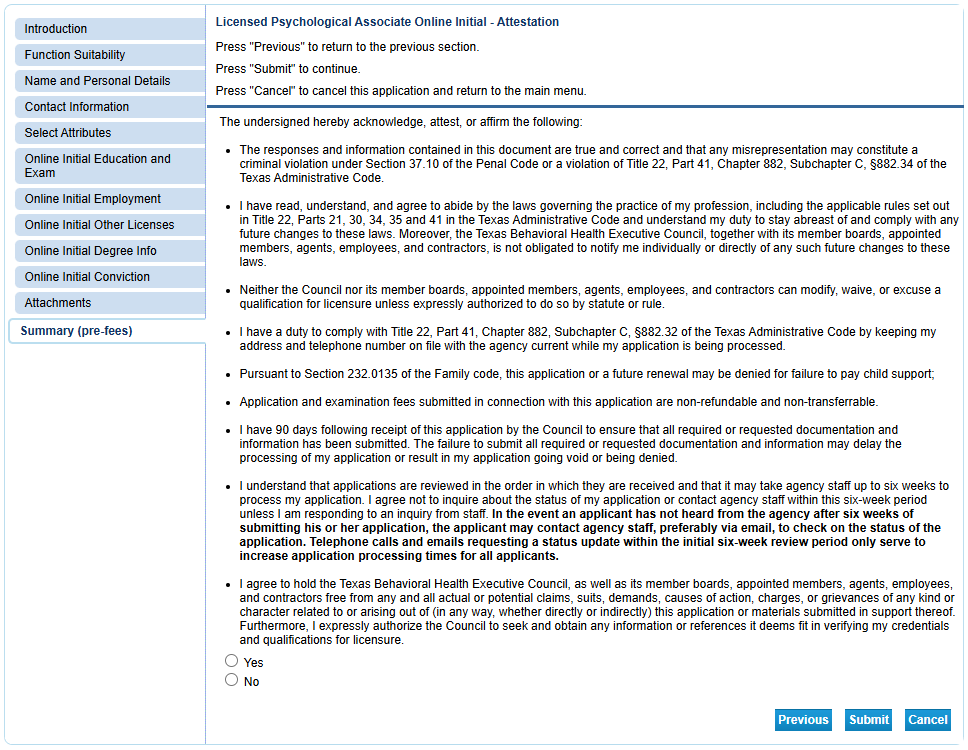 Introduction
Function Suitability
Name and Personal Details
Contact Information
Select Attributes
Online Initial Education and
Exam
Online Initial Employment
Online Initial Other Licenses
Online Initial Degree Info
Online Initial Conviction
Attachments
Summary (pre-fees)
Licensed Psychological Associate Online Initial - Attestation
Press "Previous" to return to the previous section.
Press "Submit" to continue.
Press "Cancel" to cancel this application and return to the main menu.
The undersigned hereby acknowledge, attest, or affirm the following:
• The responses and information contained in this document are true and correct and that any misrepresentation may constitute a
criminal violation under Section 37.10 of the Penal Code or a violation of Title 22, Part 41, Chapter 882, Subchapter C, §882.34 of the
Texas Administrative Code.
• I have read, understand, and agree to abide by the laws governing the practice of my profession, including the applicable rules set out
in Title 22, Parts 21, 30, 34, 35 and 41 in the Texas Administrative Code and understand my duty to stay abreast of and comply with any
future changes to these laws. Moreover, the Texas Behavioral Health Executive Council, together with its member boards, appointed
members, agents, employees, and contractors, is not obligated to notify me individually or directly of any such future changes to these
laws.
• Neither the Council nor its member boards, appointed members, agents, employees, and contractors can modify, waive, or excuse a
qualification for licensure unless expressly authorized to do so by statute or rule.
• I have a duty to comply with Title 22, Part 41, Chapter 882, Subchapter C, §882.32 of the Texas Administrative Code by keeping my
address and telephone number on file with the agency current while my application is being processed.
• Pursuant to Section 232.0135 of the Family code, this application or a future renewal may be denied for failure to pay child support;
• Application and examination fees submitted in connection with this application are non-refundable and non-transferrable.
• I have 90 days following receipt of this application by the Council to ensure that all required or requested documentation and
information has been submitted. The failure to submit all required or requested documentation and information may delay the
processing of my application or result in my application going void or being denied.
• I understand that applications are reviewed in the order in which they are received and that it may take agency staff up to six weeks to
process my application. I agree not to inquire about the status of my application or contact agency staff within this six-week period
unless I am responding to an inquiry from staff. In the event an applicant has not heard from the agency after six weeks of
submitting his or her application, the applicant may contact agency staff, preferably via email, to check on the status of the
application. Telephone calls and emails requesting a status update within the initial six-week review period only serve to
increase application processing times for all applicants.
• I agree to hold the Texas Behavioral Health Executive Council, as well as its member boards, appointed members, agents, employees,
and contractors free from any and all actual or potential claims, suits, demands, causes of action, charges, or grievances of any kind or
character related to or arising out of (in any way, whether directly or indirectly) this application or materials submitted in support thereof.
Furthermore, I expressly authorize the Council to seek and obtain any information or references it deems fit in verifying my credentials
and qualifications for licensure.
Yes
No
Previous Submit Cancel